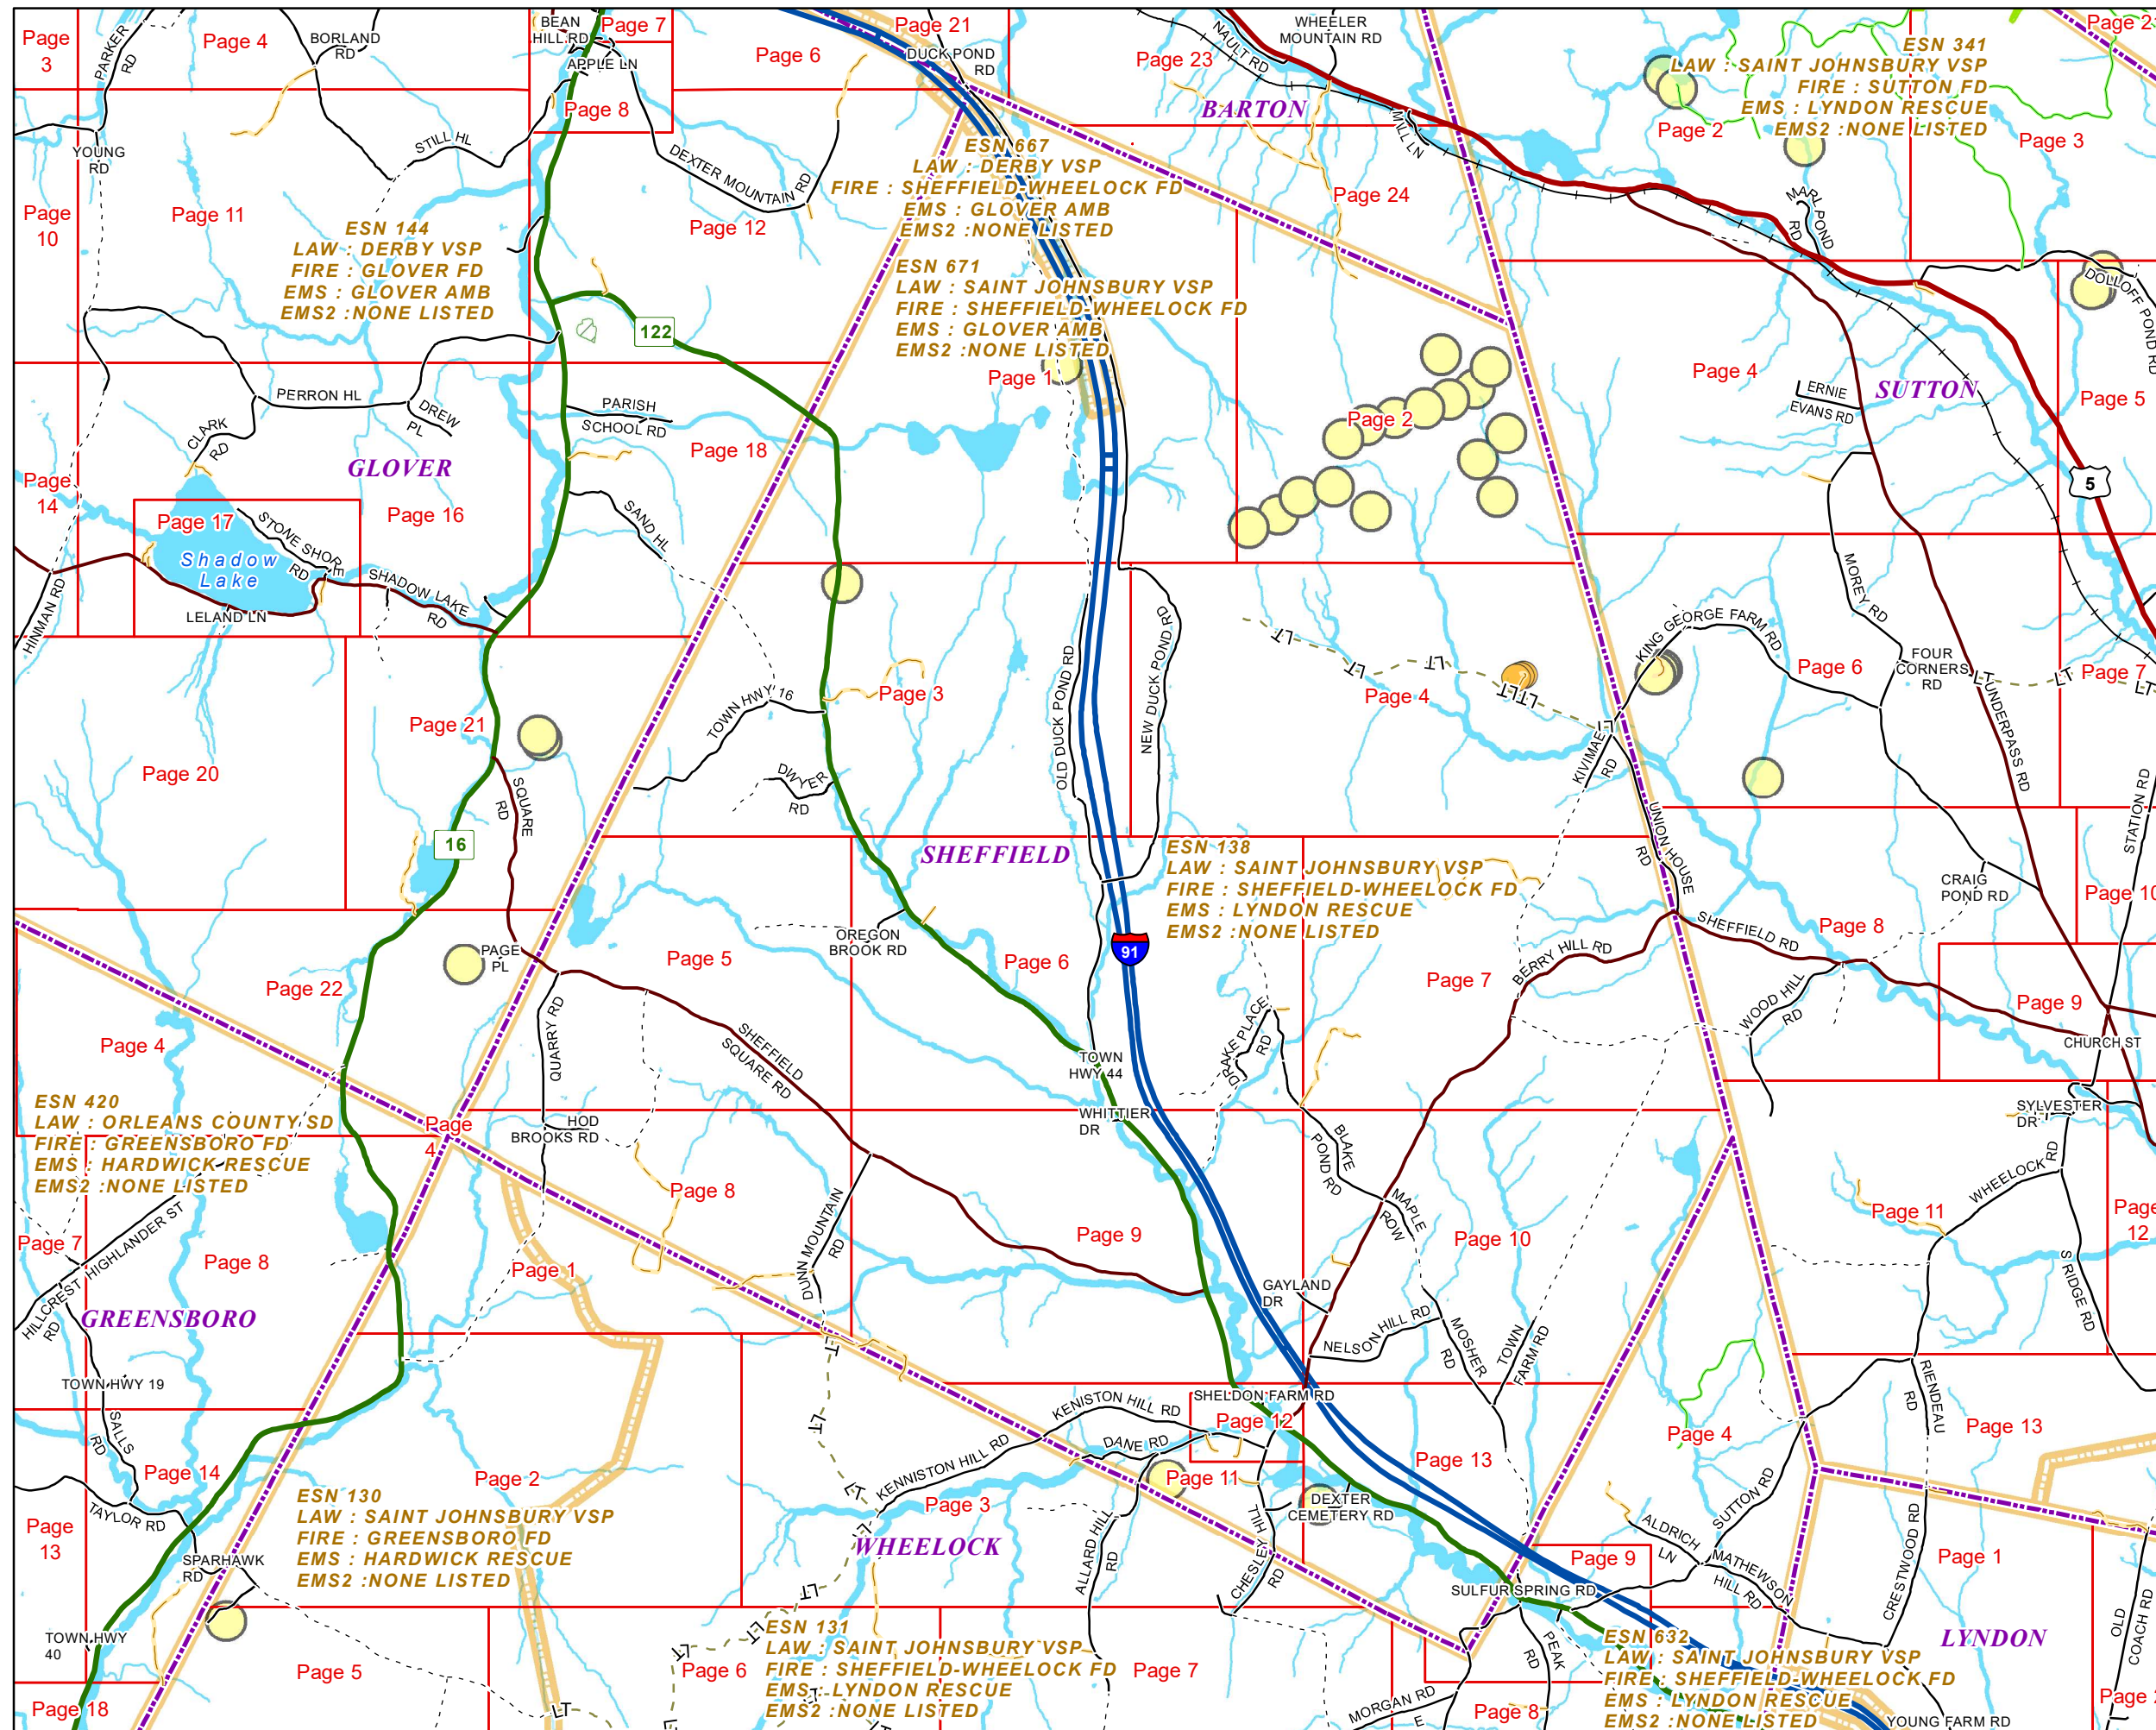 Page
3
PARKER
RD
Page 4
BORLAND
RD
BEAN
HILL RD
Page 7
APPLE LN
Page 8
Page 6
Page 21
DUCK POND
RD
Page 23
NAULT RD
WHEELER
MOUNTAIN RD
BARTON
MILL LN
Page 24
ESN 341
LAW : SAINT JOHNSBURY VSP
FIRE : SUTTON FD
EMS : LYNDON RESCUE
EMS2 :NONE LISTED
Page 2
Page 3
MARL POND
RD
DOLLOFF POND RD
YOUNG
RD
STILL HL
DEXTER MOUNTAIN RD
Page
10
Page 11
Page 12
ESN 144
LAW : DERBY VSP
FIRE : GLOVER FD
EMS : GLOVER AMB
EMS2 :NONE LISTED
ESN 667
LAW : DERBY VSP
FIRE : SHEFFIELD-WHEELOCK FD
EMS : GLOVER AMB
EMS2 :NONE LISTED
ESN 671
LAW : SAINT JOHNSBURY VSP
FIRE : SHEFFIELD-WHEELOCK FD
EMS : GLOVER AMB
EMS2 :NONE LISTED
122
Page 1
Page 2
Page 4
ERNIE
EVANS RD
SUTTON
Page 5
5
PERRON HL
DREW
PL
CLARK
RD
PARISH
SCHOOL RD
Page 18
GLOVER
Page
14
Page 17
Page 16
STONE SHORE
RD
Shadow
Lake
SHADOW LAKE
RD
LELAND LN
HINMAN RD
SAND HL
MOREY RD
KING GEORGE FARM RD
FOUR
CORNERS
RD
Page 6
Page 7
LT
LT
LT
LT
LT
LT
LT
LT
LT
UNDERPASS RD
Page 3
Page 4
TOWN HWY 16
OLD DUCK POND RD
NEW DUCK POND RD
KIVIMAE
RD
Page 21
Page 20
DWYER
RD
SQUARE
RD
16
SHEFFIELD
UNION HOUSE
RD
STATION RD
ESN 138
LAW : SAINT JOHNSBURY VSP
FIRE : SHEFFIELD-WHEELOCK FD
EMS : LYNDON RESCUE
EMS2 :NONE LISTED
CRAIG
POND RD
Page 10
PAGE
PL
OREGON
BROOK RD
91
Page 5
Page 6
Page 7
BERRY HILL RD
SHEFFIELD RD
Page 8
WOOD HILL
RD
Page 9
CHURCH ST
Page 22
Page 4
QUARRY RD
SHEFFIELD
SQUARE RD
DRAKE PLACE
RD
TOWN
HWY 44
WHITTIER
DR
SYLVESTER
DR
ESN 420
LAW : ORLEANS COUNTY SD
FIRE : GREENSBORO FD
EMS : HARDWICK RESCUE
EMS2 :NONE LISTED
Page
4
HOD
BROOKS RD
BLAKE
POND RD
WHEELOCK RD
Page 8
Page 11
Page
12
HIGHLANDER ST
HILLCREST
RD
Page 7
Page 8
Page 1
DUNN MOUNTAIN
RD
Page 9
MAPLE
ROW
Page 10
S RIDGE RD
GREENSBORO
GAYLAND
DR
NELSON HILL RD
MOSHER
RD
TOWN
FARM RD
LT
TOWN HWY 19
SALLS
RD
SHELDON FARM RD
KENISTON HILL RD
Page 12
LT
KENNISTON HILL RD
DANE RD
Page 4
RIENDEAU
RD
Page 13
Page 14
Page 2
Page 11
Page 13
SUTTON RD
TAYLOR RD
ESN 130
LAW : SAINT JOHNSBURY VSP
FIRE : GREENSBORO FD
EMS : HARDWICK RESCUE
EMS2 :NONE LISTED
LT
LT
Page 3
WHEELOCK
DEXTER
CEMETERY RD
ALDRICH
LN
Page
13
SPARHAWK
RD
ALLARD HILL
RD
CHESLEY HILL
RD
Page 9
MATHEWSON
HILL RD
CRESTWOOD RD
Page 1
SULFUR SPRING RD
LT
LT
OLD
COACH RD
TOWN HWY
40
ESN 131
LAW : SAINT JOHNSBURY VSP
FIRE : SHEFFIELD-WHEELOCK FD
EMS : LYNDON RESCUE
EMS2 :NONE LISTED
PEAK
RD
ESN 632
LAW : SAINT JOHNSBURY VSP
FIRE : SHEFFIELD-WHEELOCK FD
EMS : LYNDON RESCUE
EMS2 :NONE LISTED
LYNDON
LT
Page 5
Page 6
Page 7
MORGAN RD
E
Page 8
Page 18
LT
LT
YOUNG FARM RD
Page